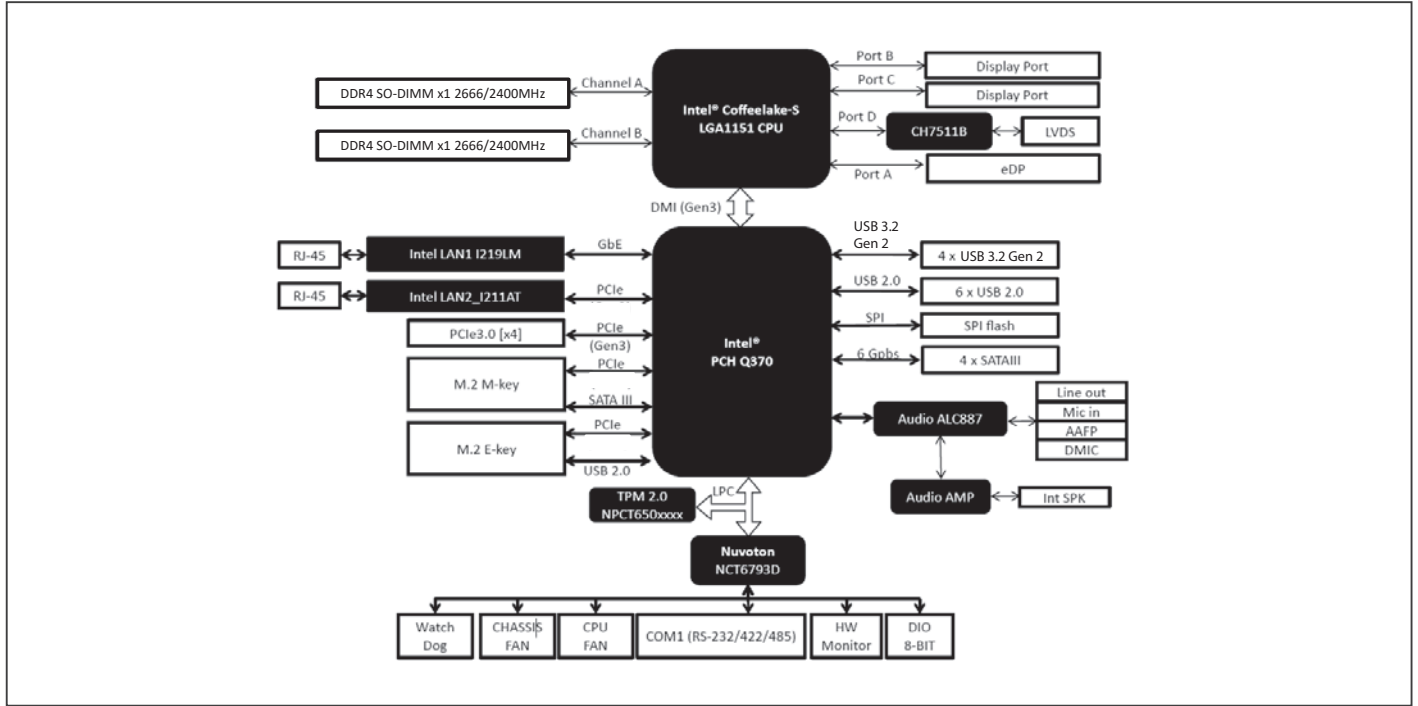 DDR4 SO-DIMM x1 2666/2400MHz
Channel A
DDR4 SO-DIMM x1 2666/2400MHz
Channel B
Intel® Coffeelake-S
LGA1151 CPU
Port B
Display Port
Port C
Display Port
Port D
CH7511B
LVDS
Port A
eDP
DMI (Gen3)
RJ-45
Intel LAN1 I219LM
GbE
RJ-45
Intel LAN2_I211AT
PCIe
PCIe3.0 [x4]
PCIe
(Gen3)
M.2 M-key
PCIe
SATA III
M.2 E-key
PCIe
USB 2.0
Intel®
PCH Q370
USB 3.2
Gen 2
4 x USB 3.2 Gen 2
USB 2.0
6 x USB 2.0
SPI
SPI flash
6 Gpbs
4 x SATAIII
Audio ALC887
Line out
Mic in
AAFP
DMIC
Audio AMP
Int SPK
TPM 2.0
NPCT650xxxx
LPC
Nuvoton
NCT6793D
Watch
Dog
CHASSIS
FAN
CPU
FAN
COM1 (RS-232/422/485)
HW
Monitor
DIO
8-BIT